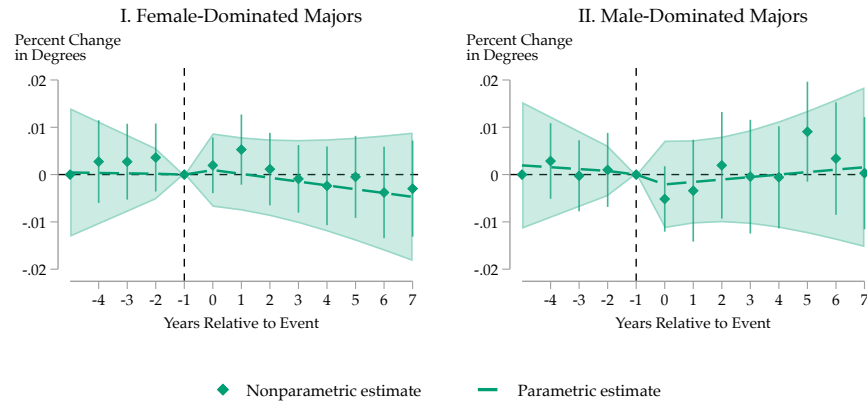 I. Female-Dominated Majors
Percent Change
in Degrees
.02
.01
0
-.01
-.02
-4 -3 -2 -1 0 1 2 3 4 5 6 7
Years Relative to Event
II. Male-Dominated Majors
Percent Change
in Degrees
.02
.01
0
-.01
-.02
-4 -3 -2 -1 0 1 2 3 4 5 6 7
Years Relative to Event
Nonparametric estimate
Parametric estimate